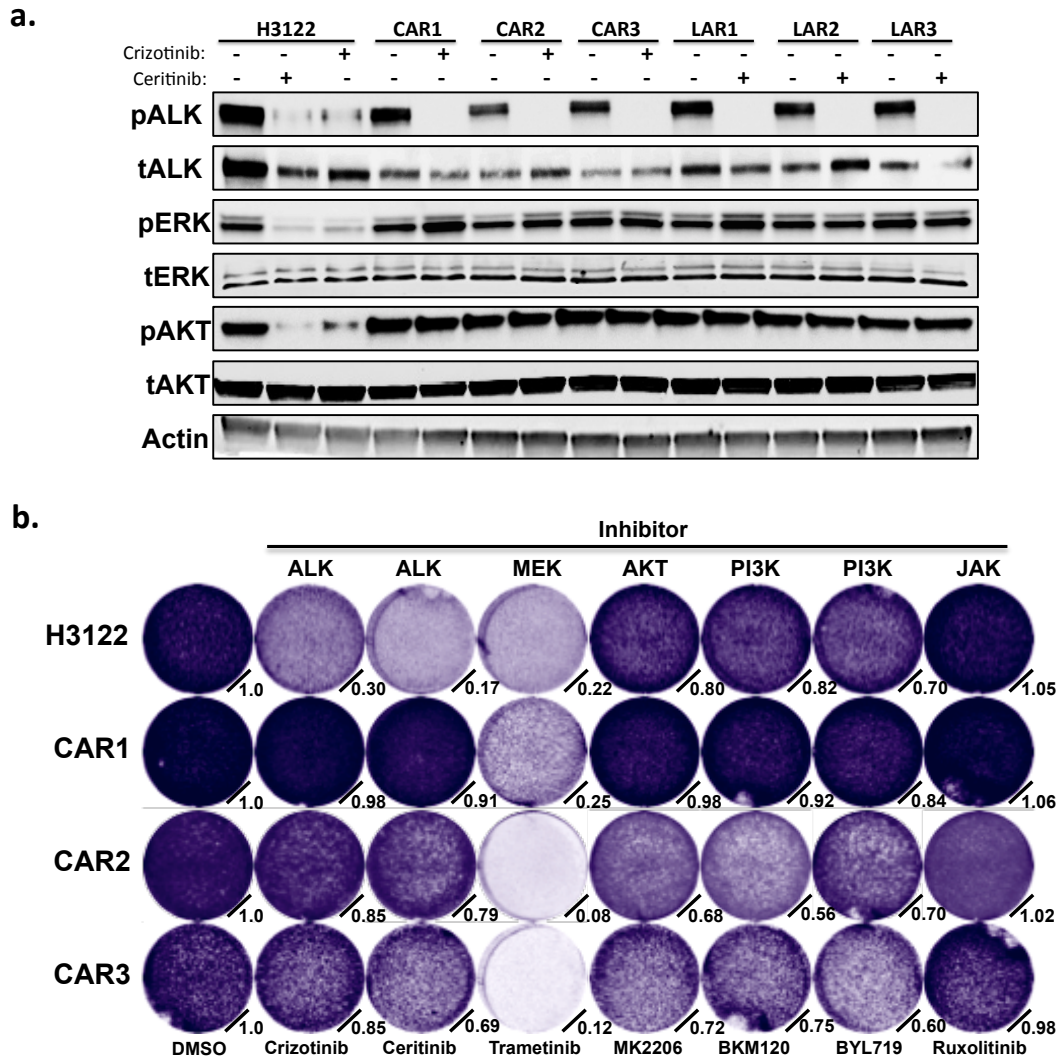 a.
H3122 CAR1 CAR2 CAR3 LAR1 LAR2 LAR3
Crizotinib: - - + - + - + - + - - - - - -
Ceritinib: - + - - - - - - - - + - + - +
pALK
tALK
pERK
tERK
pAKT
tAKT
Actin
b.
Inhibitor
ALK ALK MEK AKT PI3K PI3K JAK
H3122
1.0 0.30 0.17 0.22 0.80 0.82 0.70 1.05
CAR1
1.0 0.98 0.91 0.25 0.98 0.92 0.84 1.06
CAR2
1.0 0.85 0.79 0.08 0.68 0.56 0.70 1.02
CAR3
1.0 0.85 0.69 0.12 0.72 0.75 0.60 0.98
DMSO Crizotinib Ceritinib Trametinib MK2206 BKM120 BYL719 Ruxolitinib